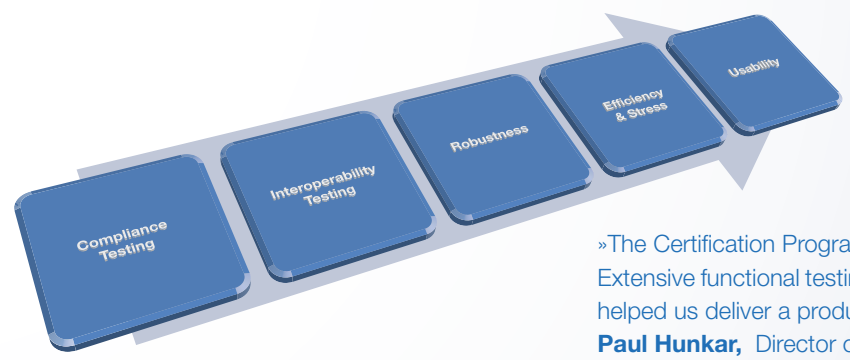 Compliance
Testing
Interoperability
Testing
Robustness
Efficiency
& Stress
Usability
»The Certification Progra
Extensive functional testin
helped us deliver a produ
Paul Hunkar, Director o